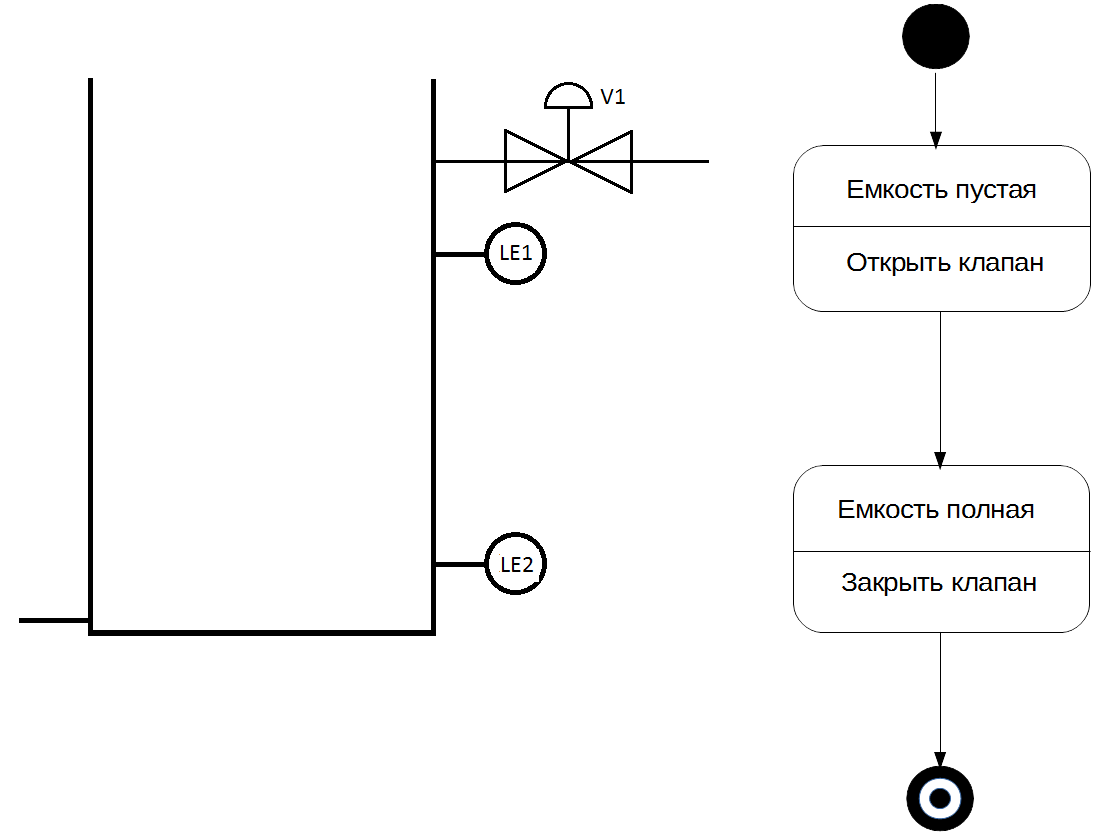 V1
LE1
LE2
Емкость пустая
Открыть клапан
Емкость полная
Закрыть клапан